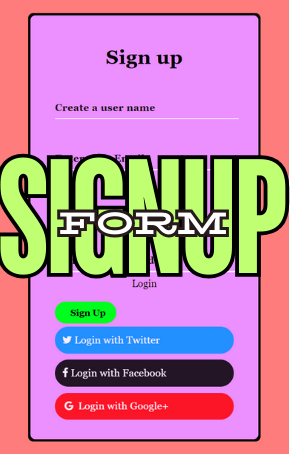 Sign up
Create a user name
SIGNUP
FORM
Login
Sign Up
Login with Twitter
Login with Facebook
Login with Google+